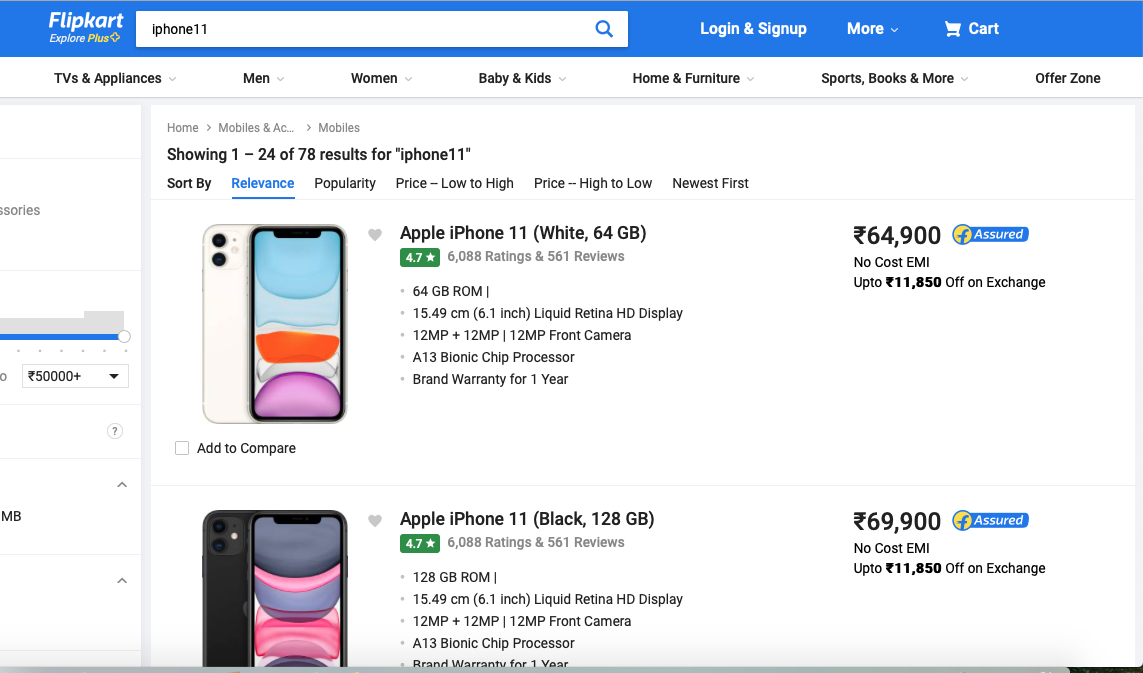 Flipkart
Explore Plus
iphone11
Login & Signup
More
Cart
TVs & Appliances
Men
Women
Baby & Kids
Home & Furniture
Sports, Books & More
Offer Zone
Home > Mobiles & Ac... > Mobiles
Showing 1 – 24 of 78 results for "iphone11"
Sort By Relevance Popularity Price -- Low to High Price -- High to Low Newest First
ssories
o ₹50000+
?
MB
Apple iPhone 11 (White, 64 GB)
4.7 ★ 6,088 Ratings & 561 Reviews
64 GB ROM |
15.49 cm (6.1 inch) Liquid Retina HD Display
12MP + 12MP | 12MP Front Camera
A13 Bionic Chip Processor
Brand Warranty for 1 Year
₹64,900 Assured
No Cost EMI
Upto ₹11,850 Off on Exchange
Add to Compare
Apple iPhone 11 (Black, 128 GB)
4.7 ★ 6,088 Ratings & 561 Reviews
128 GB ROM |
15.49 cm (6.1 inch) Liquid Retina HD Display
12MP + 12MP | 12MP Front Camera
A13 Bionic Chip Processor
Brand Warranty for 1 Year
₹69,900 Assured
No Cost EMI
Upto ₹11,850 Off on Exchange